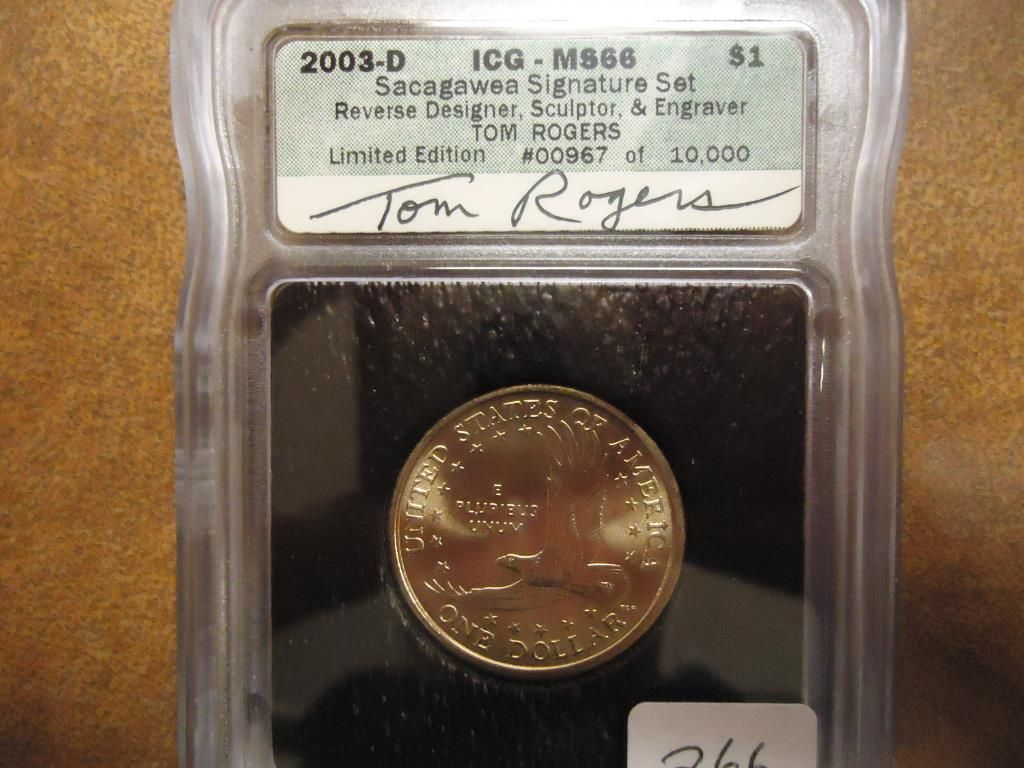 2003-D ICG - MS66 $1
Sacagawea Signature Set
Reverse Designer, Sculptor, & Engraver
TOM ROGERS
Limited Edition #00967 of 10,000
Tom Rogers
UNITED STATES OF AMERICA
E
PLURIBUS
UNUM
ONE DOLLAR
266